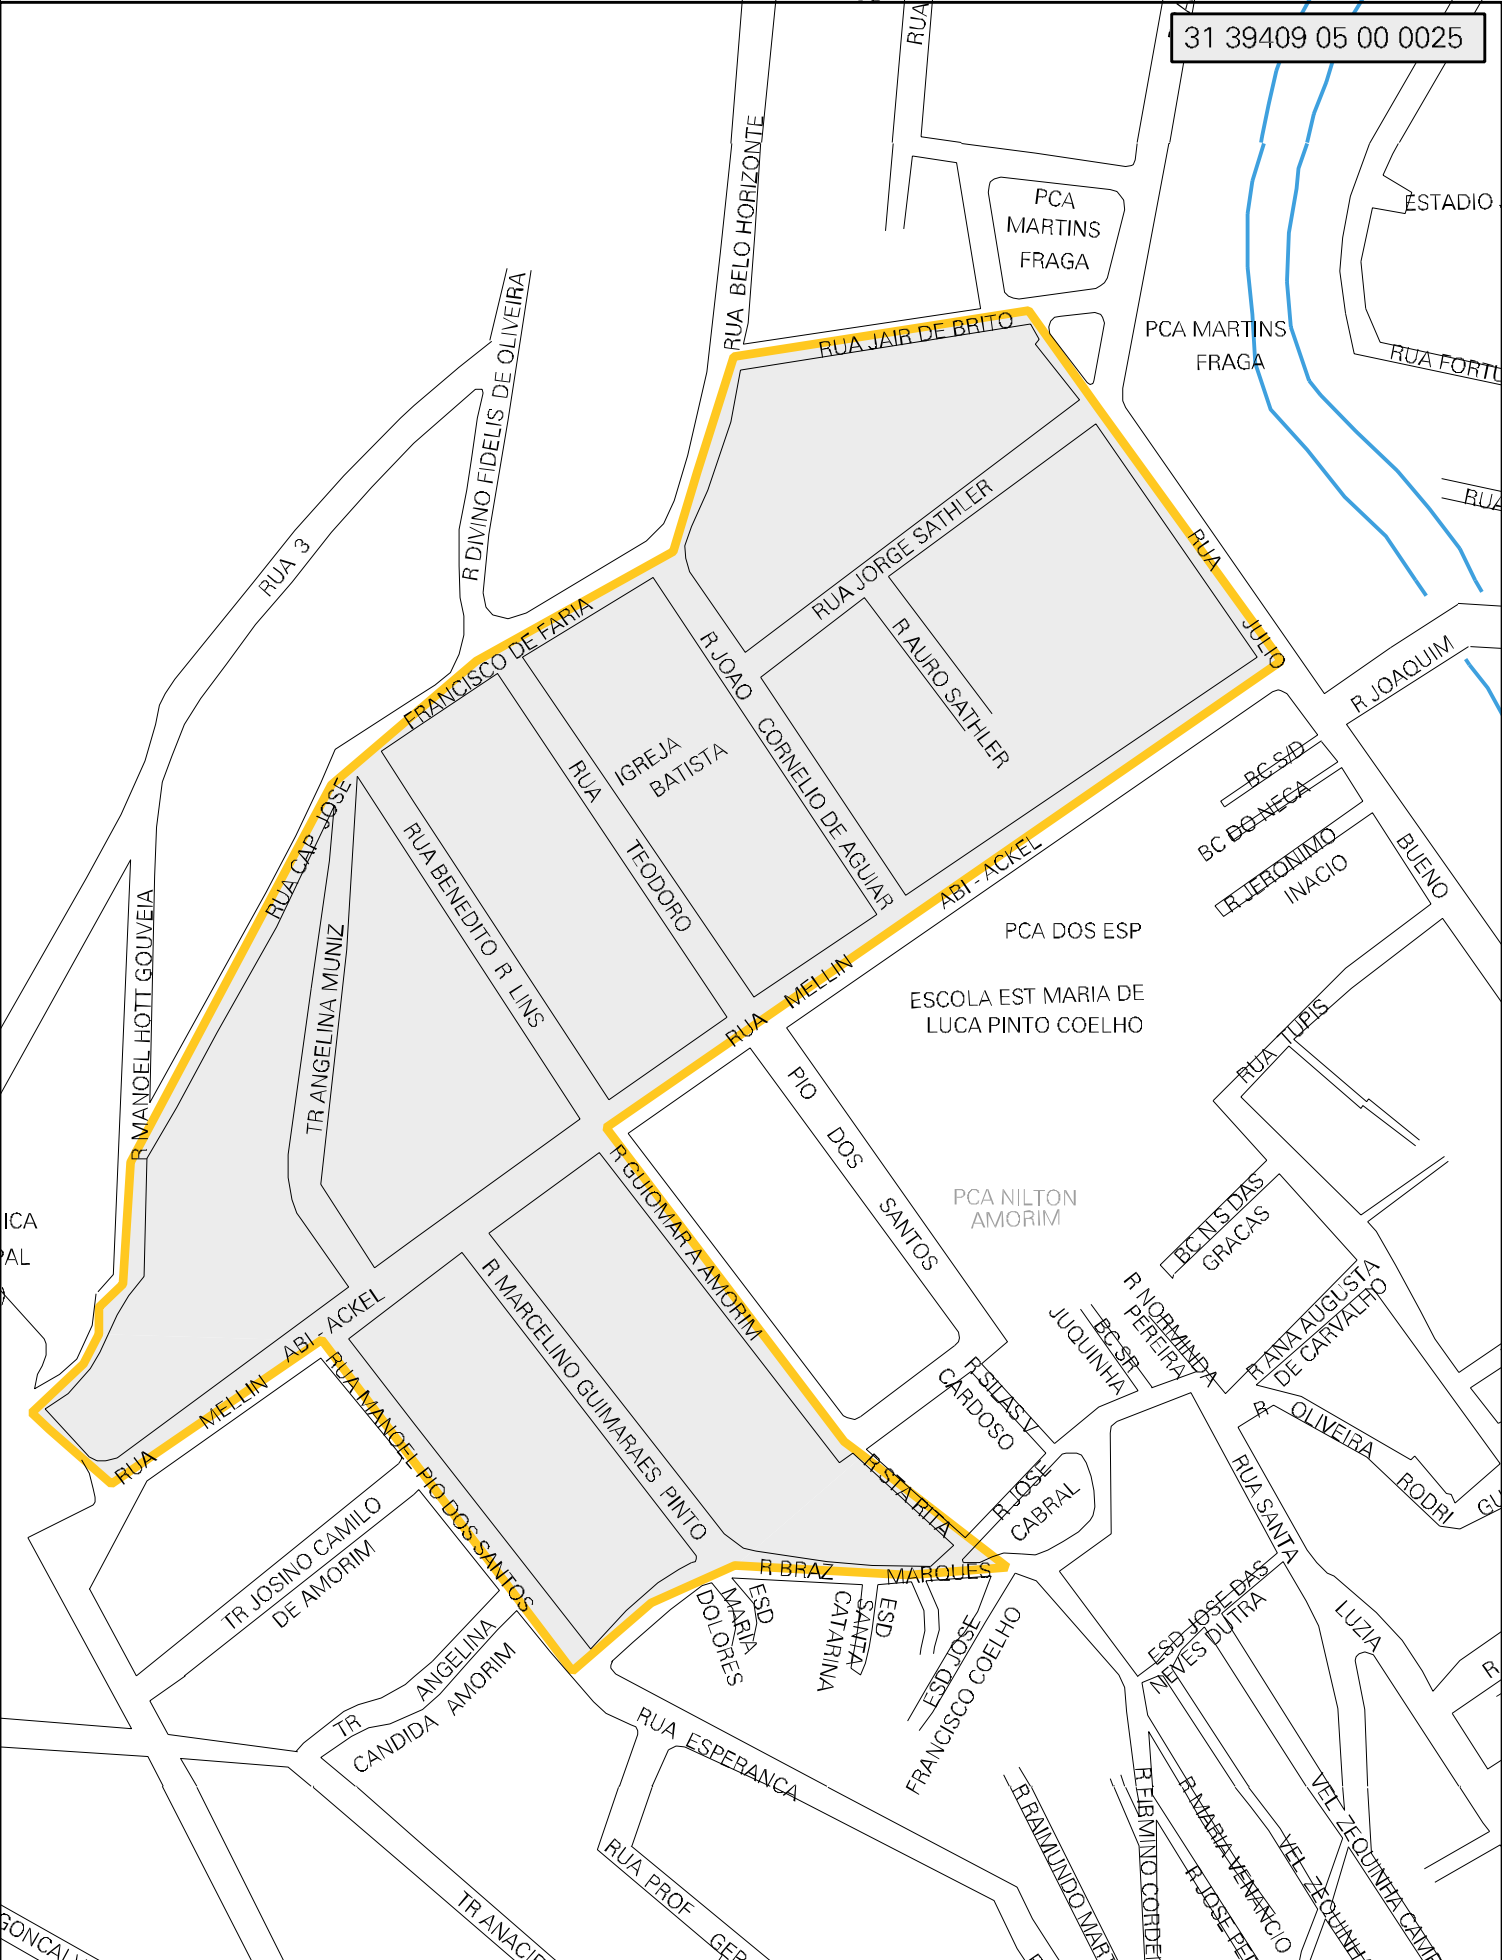 31 39409 05 00 0025
RUA
PCA
MARTINS
FRAGA
ESTADIO
RUA BELO HORIZONTE
RUA JAIR DE BRITO
PCA MARTINS
FRAGA
RUA
R DIVINO FIDELIS DE OLIVEIRA
RUA 3
RUA JORGE SATHLER
RUA
RUA JULIO BUENO
FRANCISCO DE FARIA
R JOAO CORNELIO DE AGUIAR
R AURO SATHLER
R JOAQUIM
IGREJA
BATISTA
RUA TEODORO
RUA CAP JOSE
RUA BENEDITO R LINS
BC S/D
BC DO NECA
R JERONIMO
INACIO
ABI - ACKEL
RUA MELLIN
PCA DOS ESP
ESCOLA EST MARIA DE
LUCA PINTO COELHO
R MANOEL HOTT GOUVEIA
TR ANGELINA MUNIZ
RUA TUPIS
PIO DOS SANTOS
R GUIOMAR A AMORIM
PCA NILTON
AMORIM
BC N S DAS
GRACAS
R MARCELINO GUIMARAES PINTO
ABI - ACKEL
RUA MELLIN
RUA MANOEL PIO DOS SANTOS
R NORMINDA
PEREIRA
BC SR
JUQUINHA
R ANA AUGUSTA
DE CARVALHO
R SILAS V
CARDOSO
R OLIVEIRA RODRI
R STA RITA
R JOSE
CABRAL
RUA SANTA LUZIA
TR JOSINO CAMILO
DE AMORIM
R BRAZ MARQUES
ESD
MARIA
DOLORES
ESD
SANTA
CATARINA
ESD JOSE
FRANCISCO COELHO
ESD JOSE DAS
NEVES DUTRA
TR ANGELINA
CANDIDA AMORIM
RUA ESPERANCA
R RAIMUNDO MAR
R FIRMINO CORDE
R MARIA VENANCIO
R JOSE PE
VEL ZEQUINHA
VEL ZEQUINHA CAM
RUA PROF GER
TR ANACIE
GONCAL